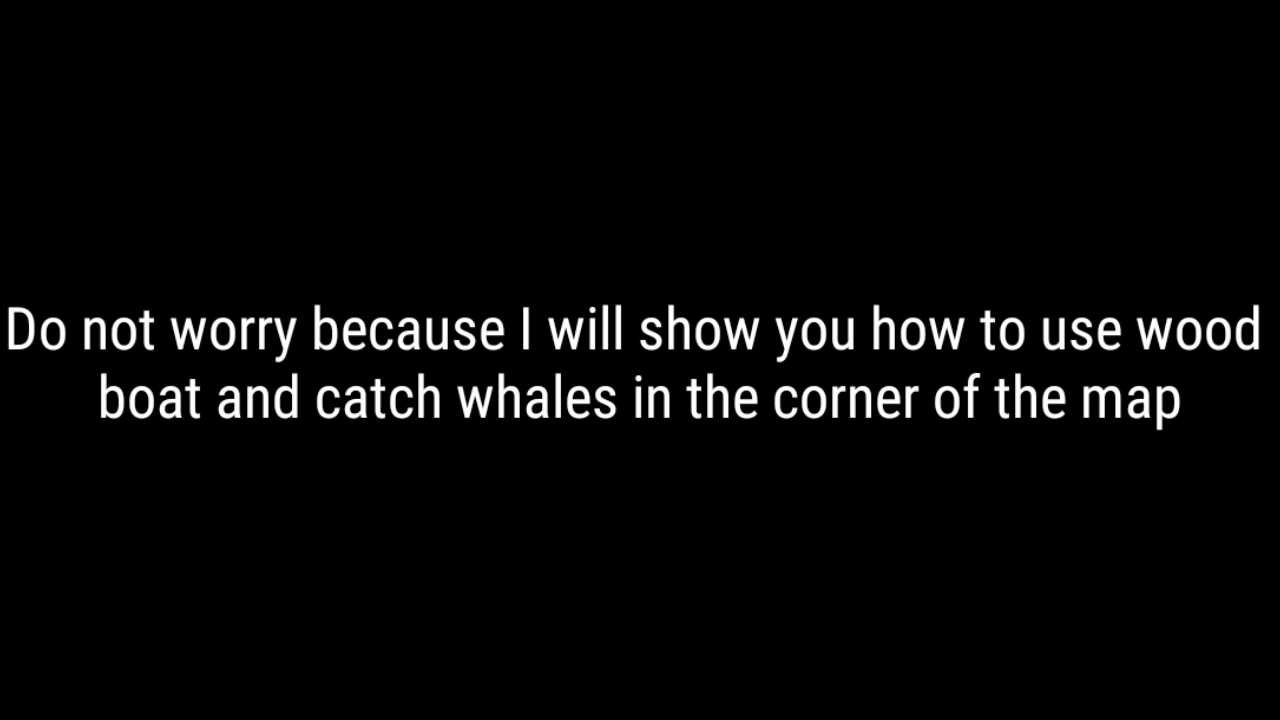 Do not worry because I will show you how to use wood
boat and catch whales in the corner of the map